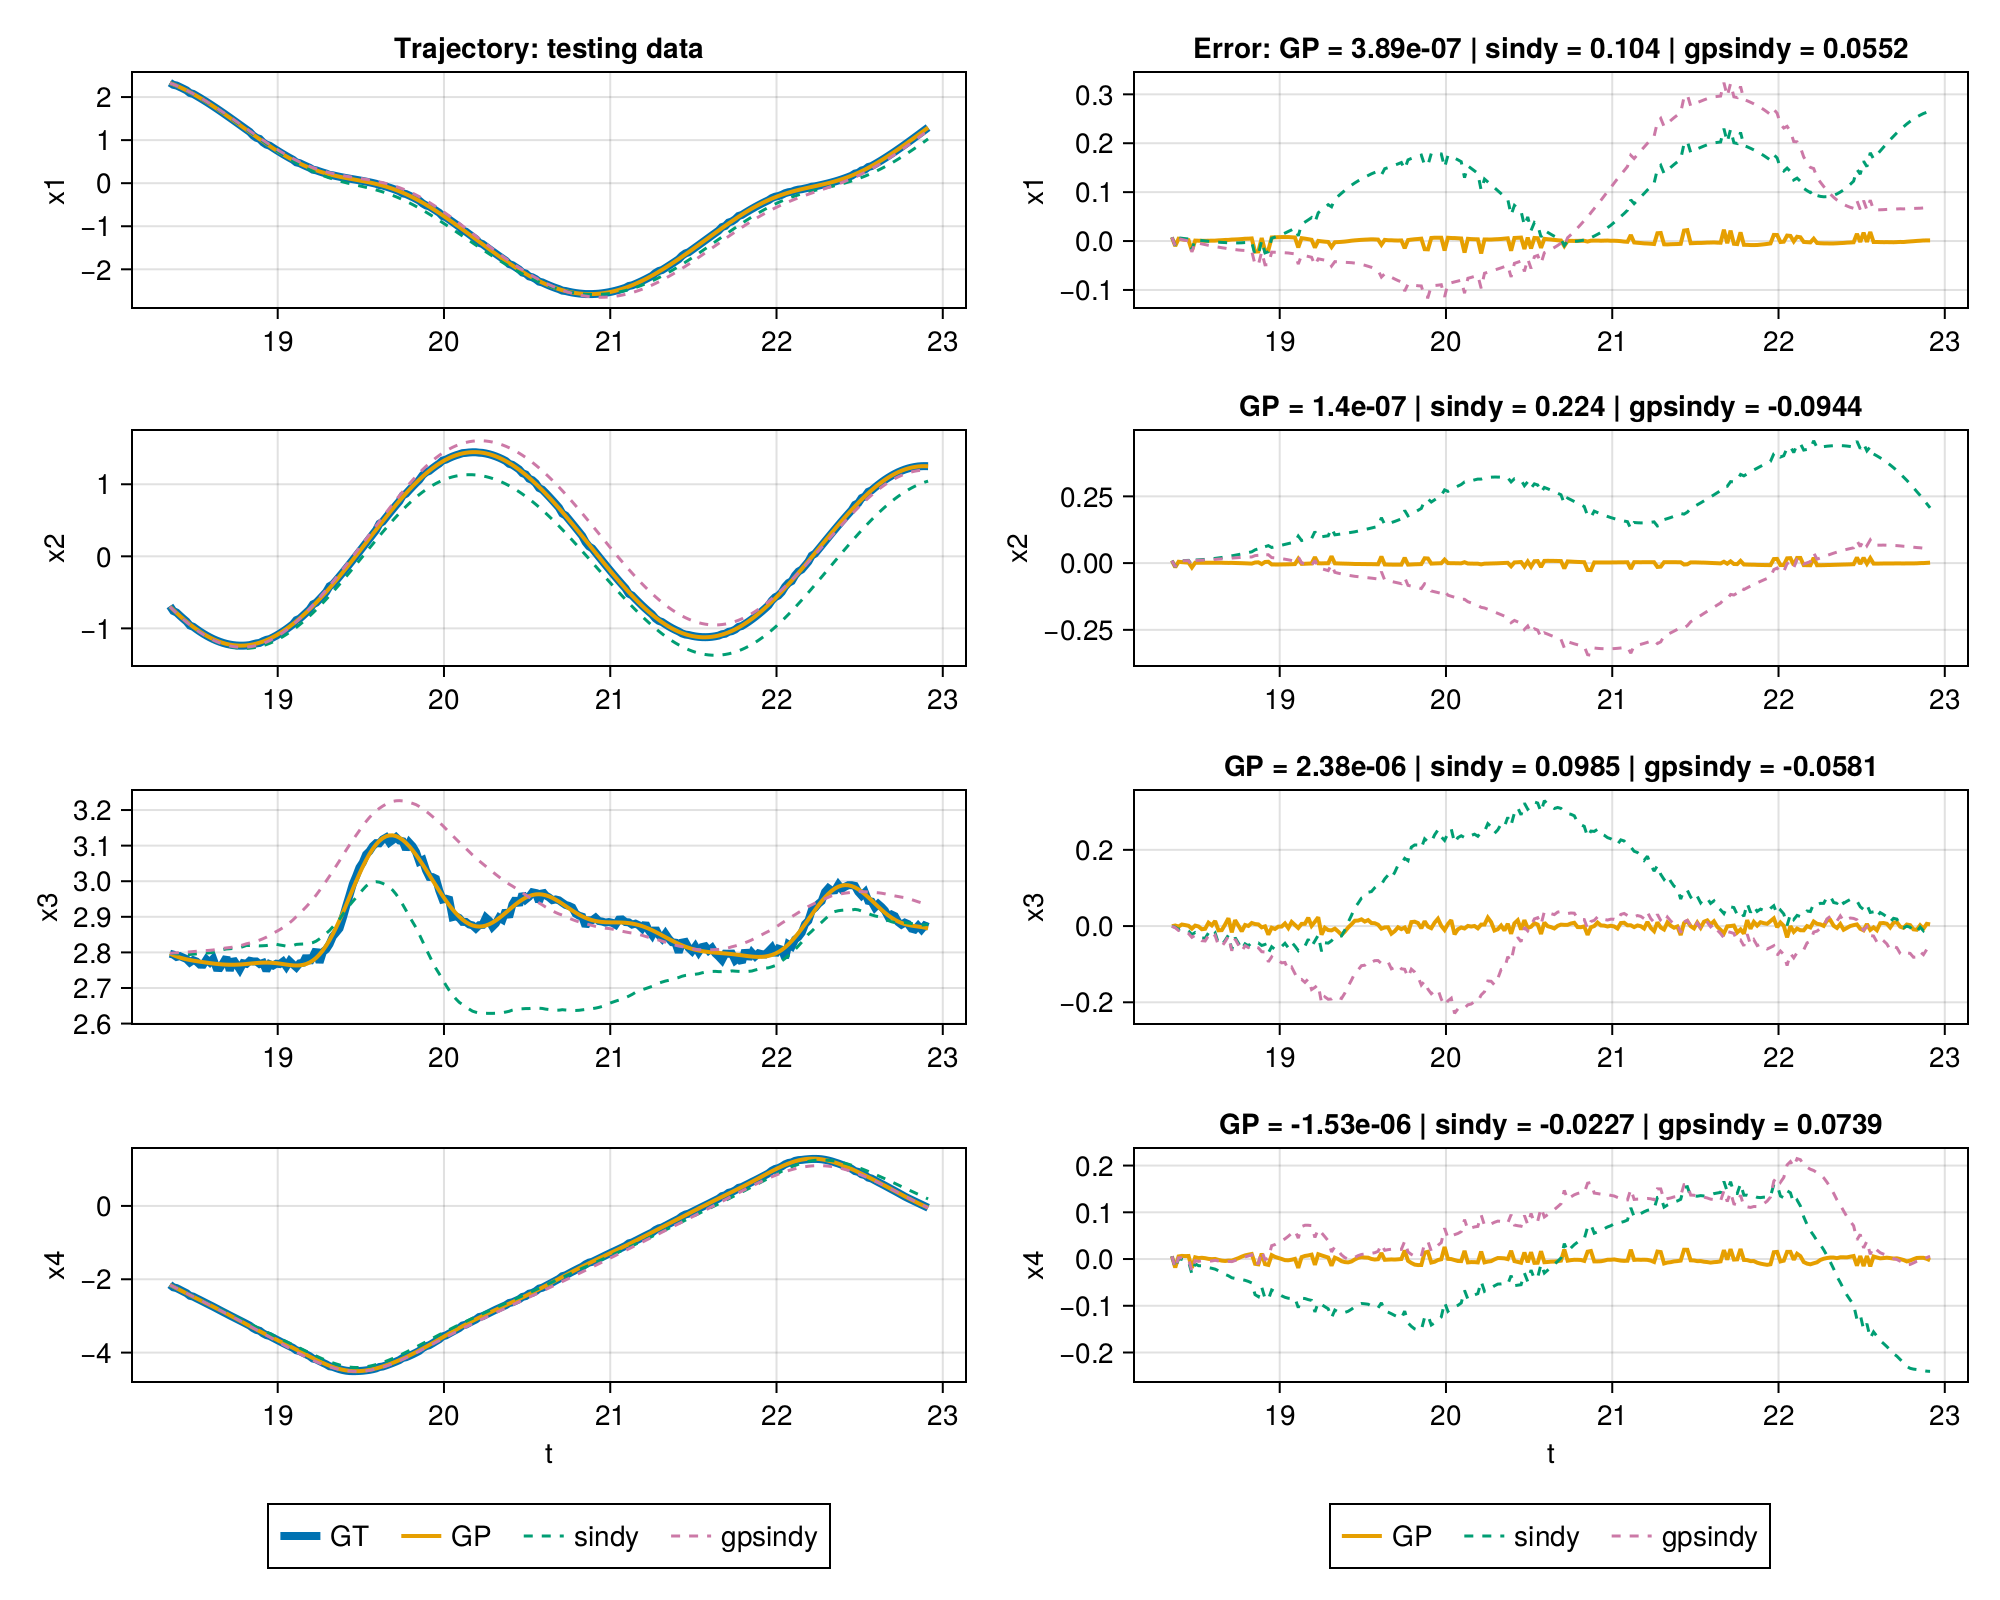 Trajectory: testing data
Error: GP = 3.89e-07 | sindy = 0.104 | gpsindy = 0.0552
x1
2
1
0
−1
−2
19 20 21 22 23
x1
0.3
0.2
0.1
0.0
−0.1
19 20 21 22 23
GP = 1.4e-07 | sindy = 0.224 | gpsindy = -0.0944
x2
1
0
−1
19 20 21 22 23
x2
0.25
0.00
−0.25
19 20 21 22 23
GP = 2.38e-06 | sindy = 0.0985 | gpsindy = -0.0581
x3
3.2
3.1
3.0
2.9
2.8
2.7
2.6
19 20 21 22 23
x3
0.2
0.0
−0.2
19 20 21 22 23
GP = -1.53e-06 | sindy = -0.0227 | gpsindy = 0.0739
x4
0
−2
−4
19 20 21 22 23
t
x4
0.2
0.1
0.0
−0.1
−0.2
19 20 21 22 23
t
GT GP sindy gpsindy
GP sindy gpsindy